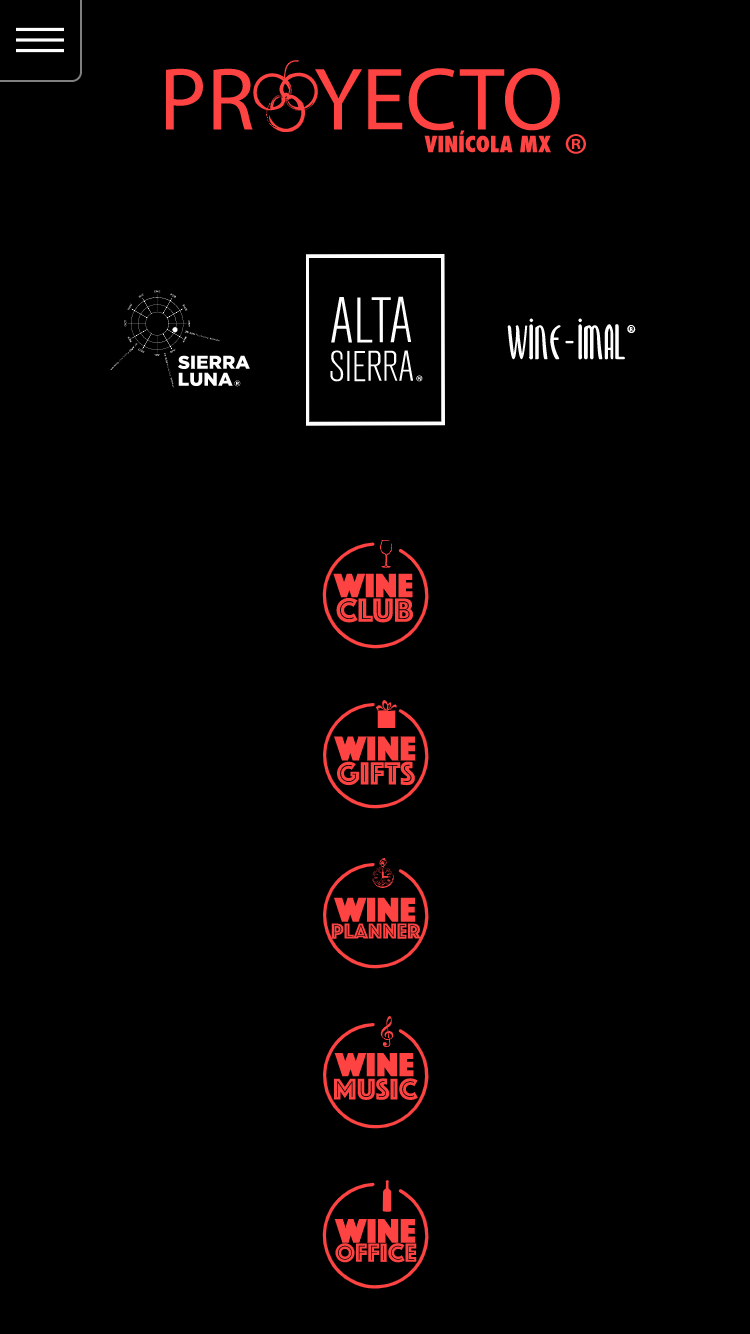 PROYECTO
VINÍCOLA MX ®
SIERRA
LUNA®
ALTA
SIERRA®
WiNE-iMAL®
WINE
CLUB
WINE
GIFTS
WINE
PLANNER
WINE
MUSIC
WINE
OFFICE